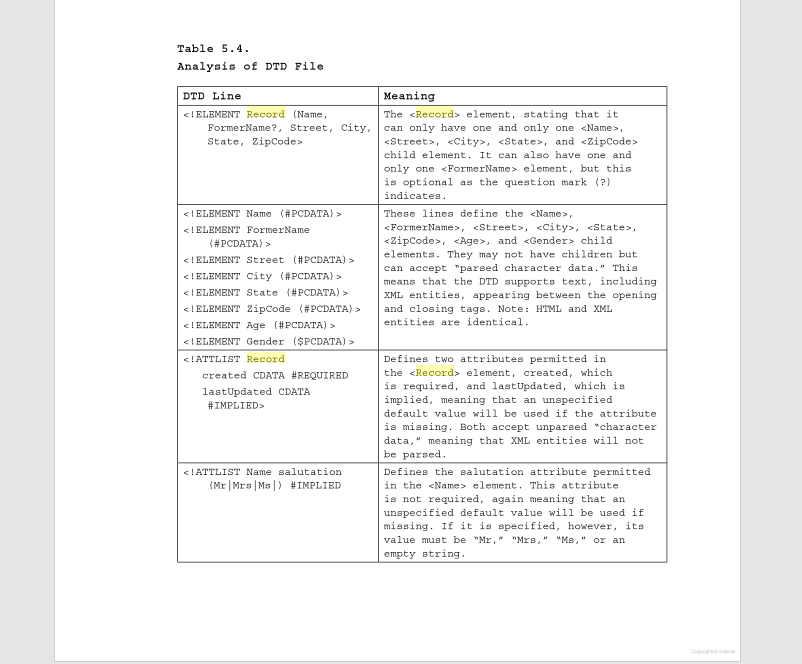 Table 5.4.
Analysis of DTD File
DTD Line
Meaning
<!ELEMENT Record (Name,
FormerName?, Street, City,
State, ZipCode>
The <Record> element, stating that it
can only have one and only one <Name>,
<Street>, <City>, <State>, and <ZipCode>
child element. It can also have one and
only one <FormerName> element, but this
is optional as the question mark (?)
indicates.
<!ELEMENT Name (#PCDATA)>
<!ELEMENT FormerName
(#PCDATA)>
<!ELEMENT Street (#PCDATA)>
<!ELEMENT City (#PCDATA)>
<!ELEMENT State (#PCDATA)>
<!ELEMENT ZipCode (#PCDATA)>
<!ELEMENT Age (#PCDATA)>
<!ELEMENT Gender ($PCDATA)>
These lines define the <Name>,
<FormerName>, <Street>, <City>, <State>,
<ZipCode>, <Age>, and <Gender> child
elements. They may not have children but
can accept “parsed character data.” This
means that the DTD supports text, including
XML entities, appearing between the opening
and closing tags. Note: HTML and XML
entities are identical.
<!ATTLIST Record
created CDATA #REQUIRED
lastUpdated CDATA
#IMPLIED>
Defines two attributes permitted in
the <Record> element, created, which
is required, and lastUpdated, which is
implied, meaning that an unspecified
default value will be used if the attribute
is missing. Both accept unparsed “character
data,” meaning that XML entities will not
be parsed.
<!ATTLIST Name salutation
(Mr|Mrs|Ms|) #IMPLIED
Defines the salutation attribute permitted
in the <Name> element. This attribute
is not required, again meaning that an
unspecified default value will be used if
missing. If it is specified, however, its
value must be “Mr,” “Mrs,” “Ms,” or an
empty string.
Copyrighted material